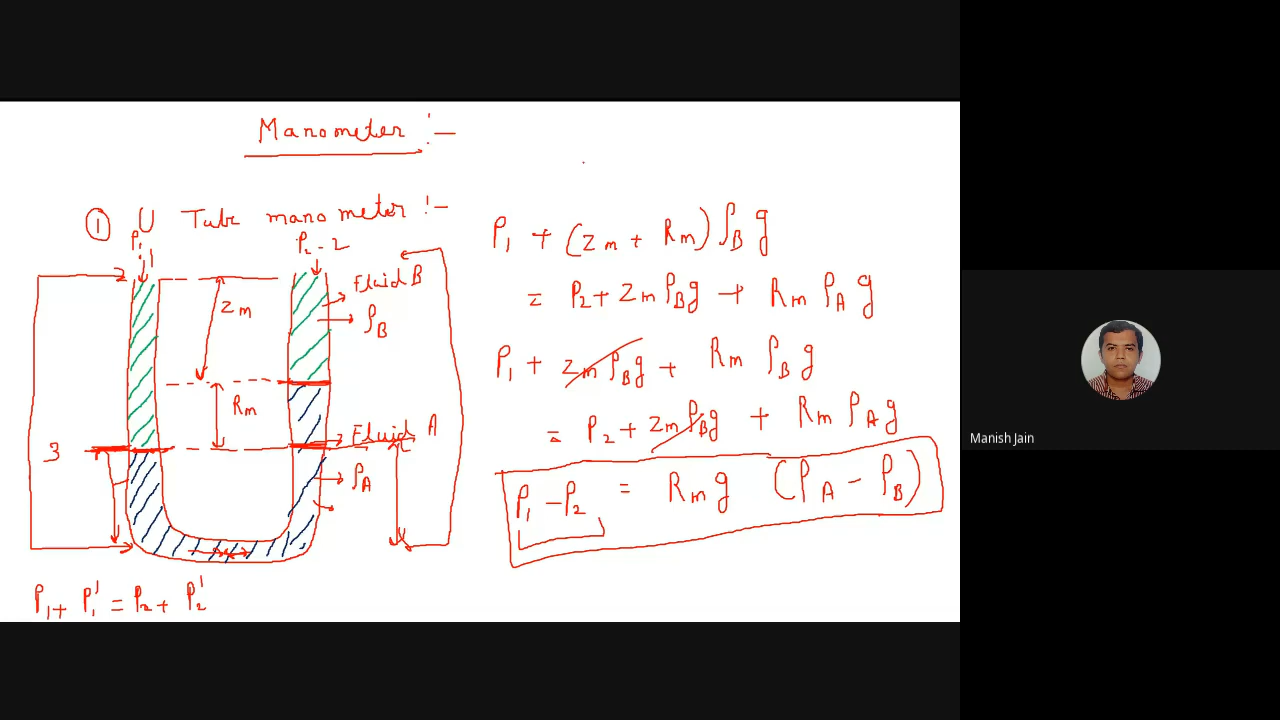 Manometer :-
① U Tube manometer :-
P₁
1
P₂ - 2
2
Fluid B
Zm
ρB
Rm
Fluid A
3
ρA
P₁ + P₁' = P₂ + P₂'
P₁ + (Zm + Rm) ρB g
= P₂ + Zm ρB g + Rm ρA g
P₁ + Zm ρB g + Rm ρB g
= P₂ + Zm ρB g + Rm ρA g
P₁ - P₂ = Rm g (ρA - ρB)
Manish Jain